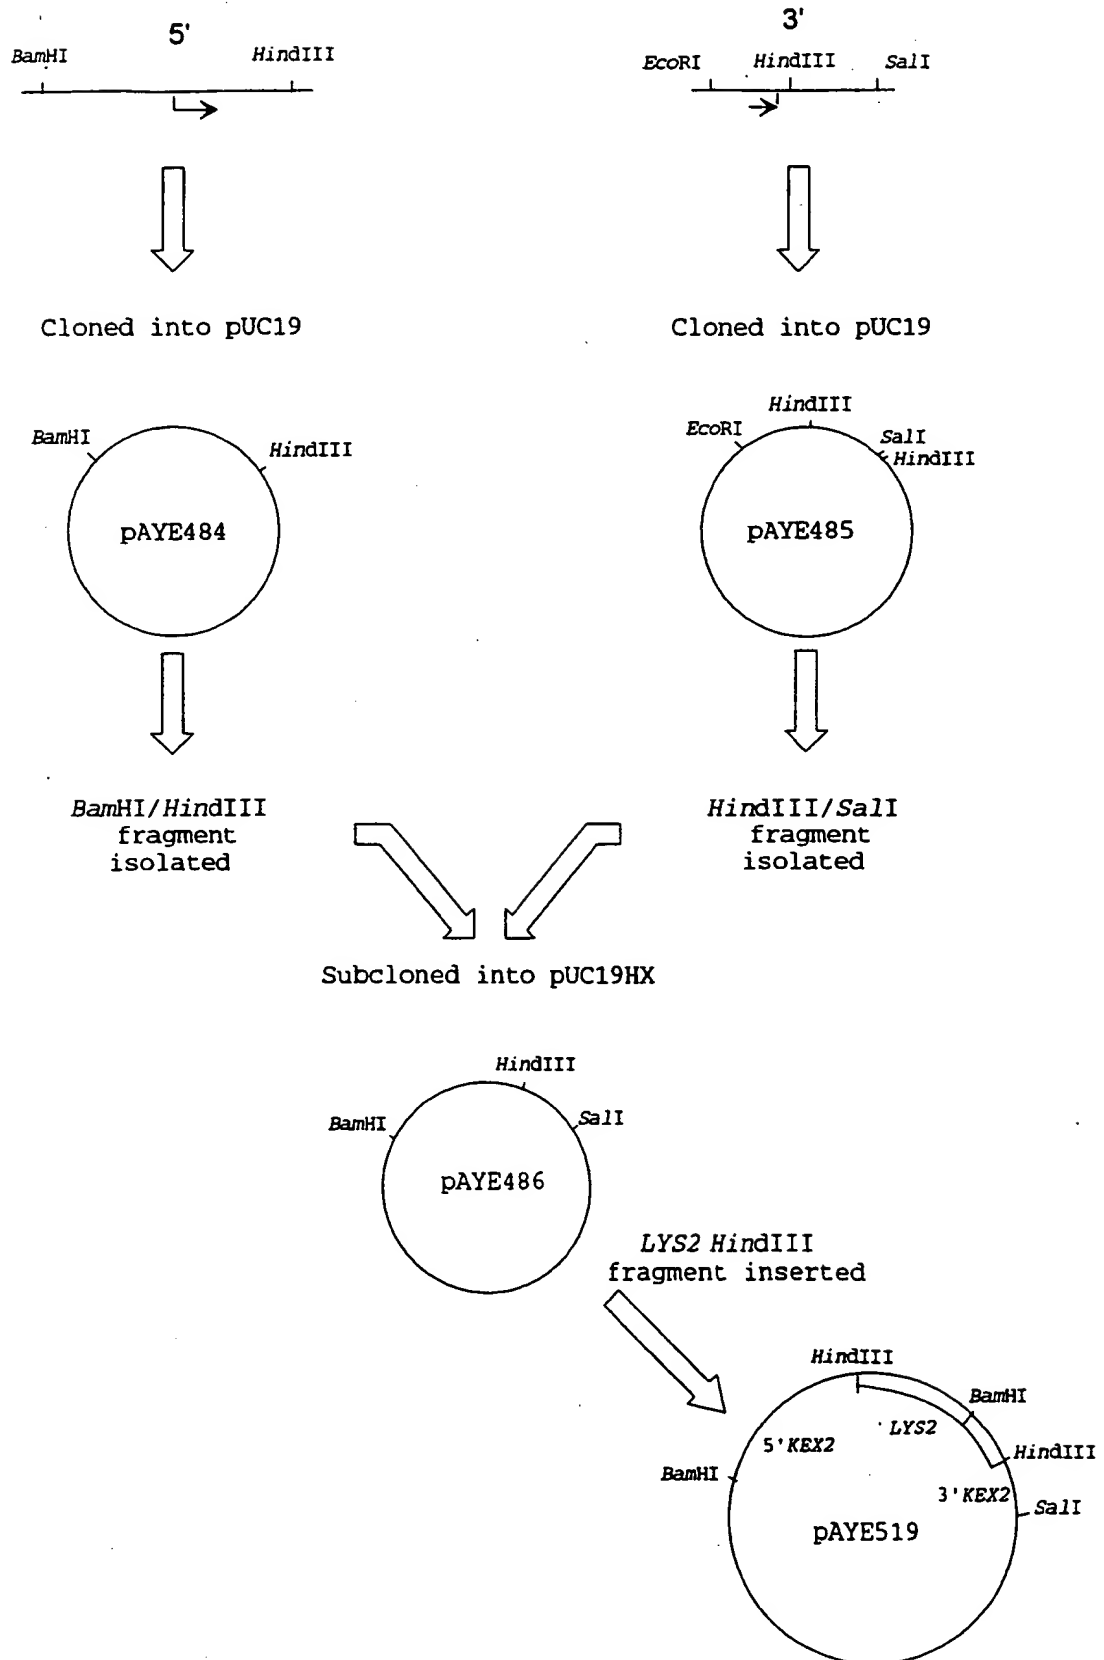 5'
3'
BamHI
HindIII
EcoRI
HindIII
SalI
Cloned into pUC19
Cloned into pUC19
BamHI
HindIII
pAYE484
HindIII
EcoRI
SalI
HindIII
pAYE485
BamHI/HindIII
fragment
isolated
HindIII/SalI
fragment
isolated
Subcloned into pUC19HX
HindIII
BamHI
SalI
pAYE486
LYS2 HindIII
fragment inserted
HindIII
BamHI
LYS2
5'KEX2
HindIII
BamHI
3'KEX2
SalI
pAYE519